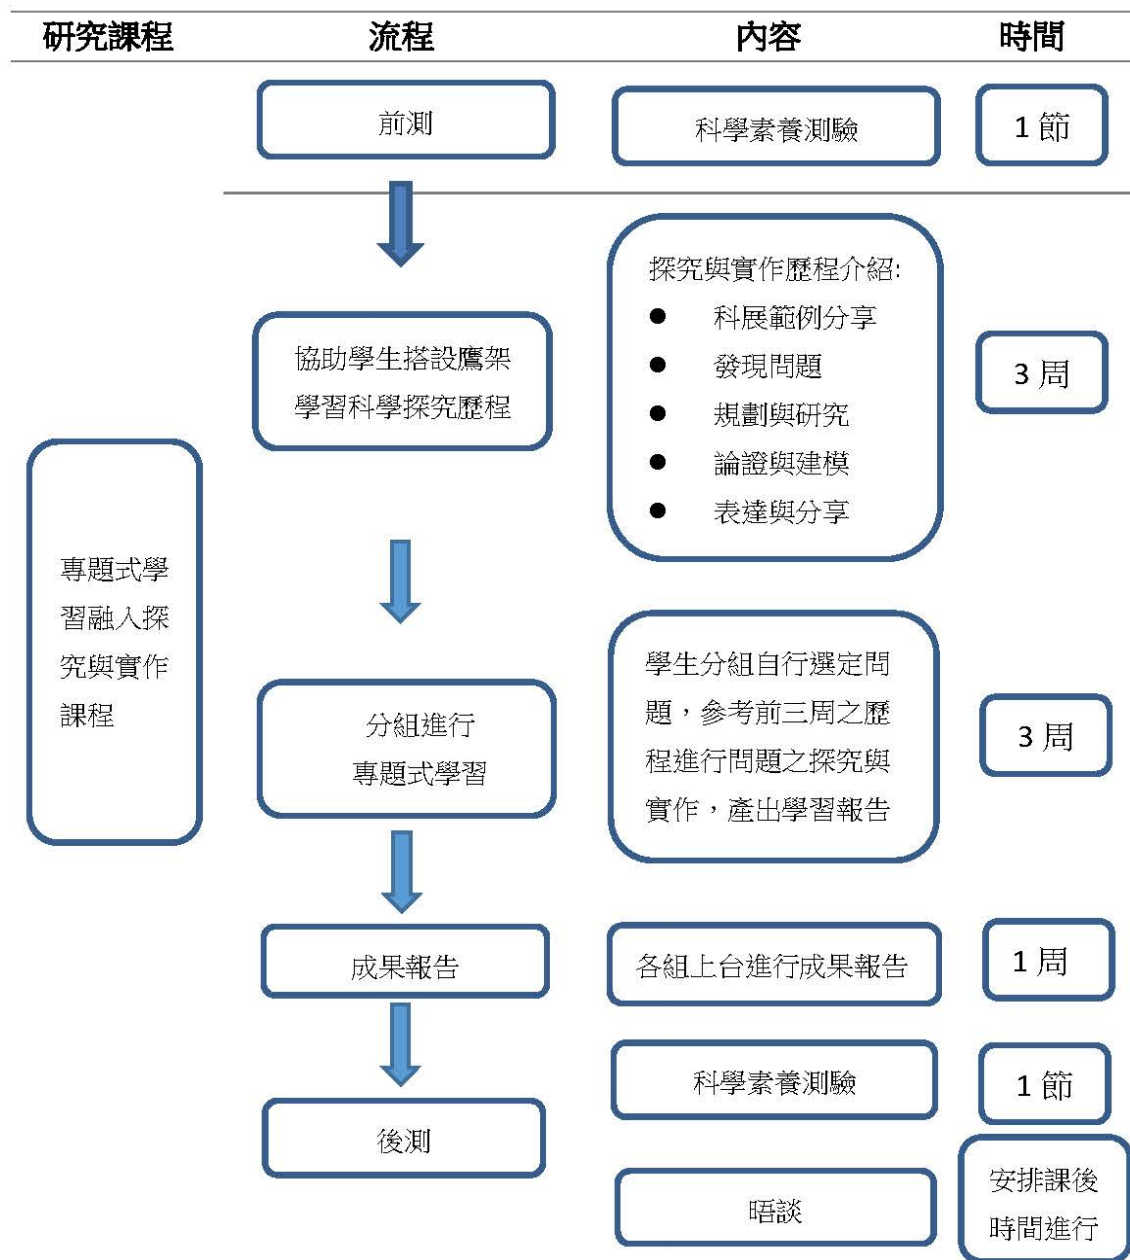 研究課程 流程 內容 時間
前測 科學素養測驗 1 節
探究與實作歷程介紹:
● 科展範例分享
● 發現問題
● 規劃與研究
● 論證與建模
● 表達與分享
協助學生搭設鷹架
學習科學探究歷程
3 周
專題式學
習融入探
究與實作
課程
分組進行
專題式學習
學生分組自行選定問
題，參考前三周之歷
程進行問題之探究與
實作，產出學習報告
3 周
成果報告 各組上台進行成果報告 1 周
後測
科學素養測驗 1 節
晤談
安排課後
時間進行